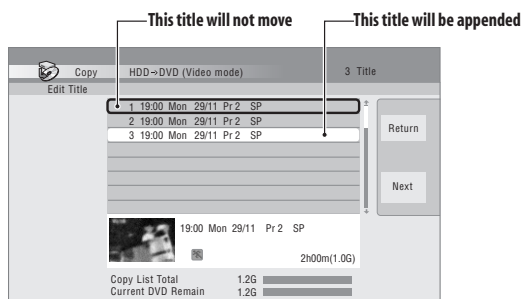 This title will not move
This title will be appended
Copy HDD→DVD (Video mode) 3 Title
Edit Title
1 19:00 Mon 29/11 Pr 2 SP
2 19:00 Mon 29/11 Pr 2 SP
3 19:00 Mon 29/11 Pr 2 SP
Return
Next
19:00 Mon 29/11 Pr 2 SP
2h00m(1.0G)
Copy List Total 1.2G
Current DVD Remain 1.2G